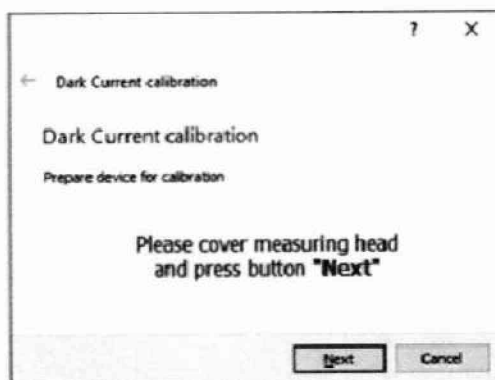 ?
X
← Dark Current calibration
Dark Current calibration
Prepare device for calibration
Please cover measuring head
and press button "Next"
Next Cancel